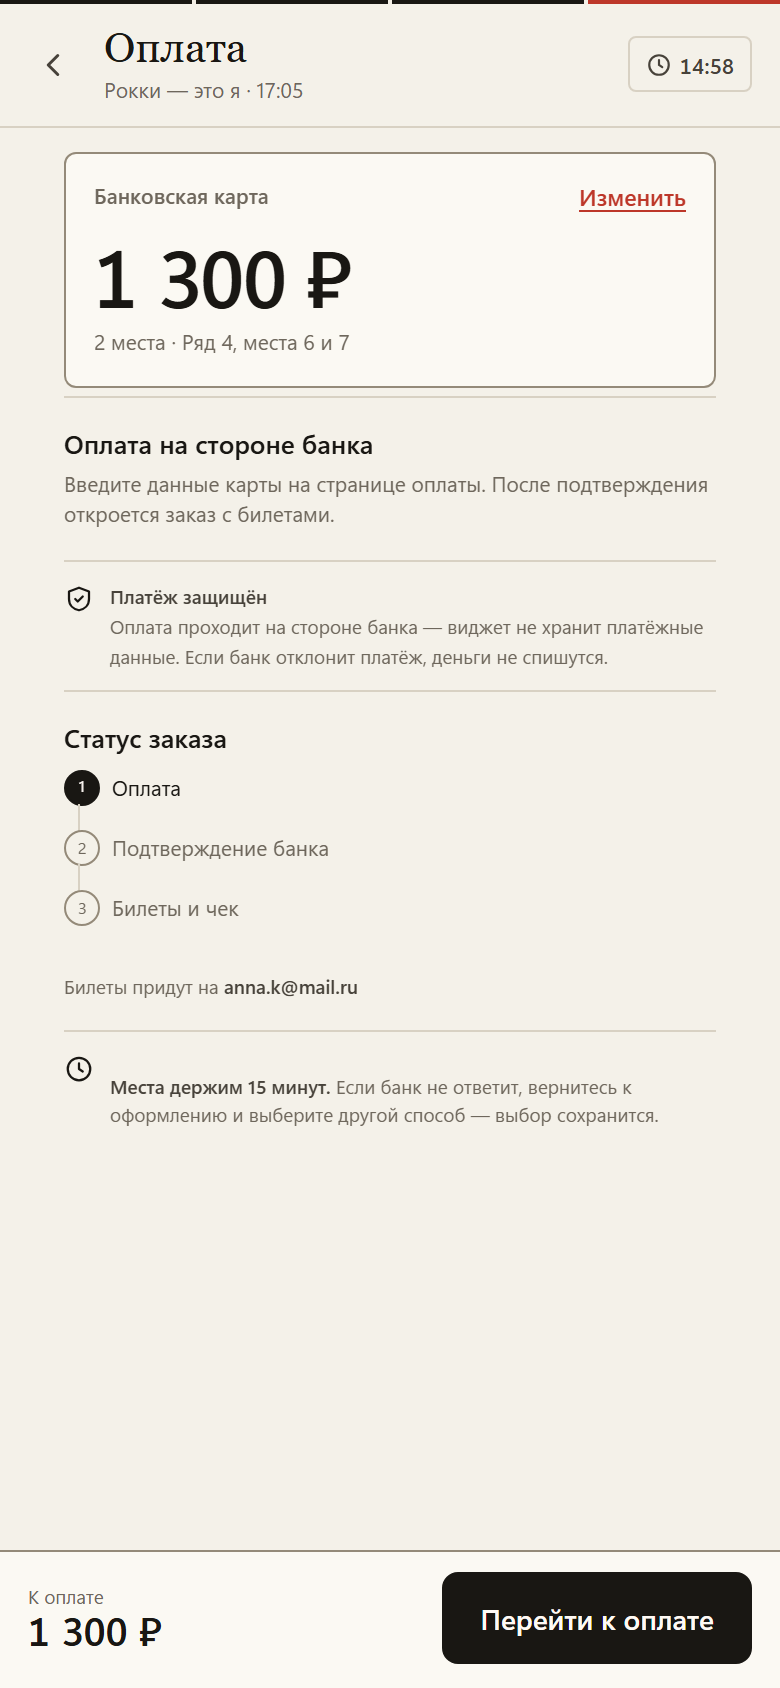 Оплата
Рокки — это я · 17:05
14:58
Банковская карта
Изменить
1 300 ₽
2 места · Ряд 4, места 6 и 7
Оплата на стороне банка
Введите данные карты на странице оплаты. После подтверждения
откроется заказ с билетами.
Платёж защищён
Оплата проходит на стороне банка — виджет не хранит платёжные
данные. Если банк отклонит платёж, деньги не спишутся.
Статус заказа
1 Оплата
2 Подтверждение банка
3 Билеты и чек
Билеты придут на anna.k@mail.ru
Места держим 15 минут. Если банк не ответит, вернитесь к
оформлению и выберите другой способ — выбор сохранится.
К оплате
1 300 ₽
Перейти к оплате